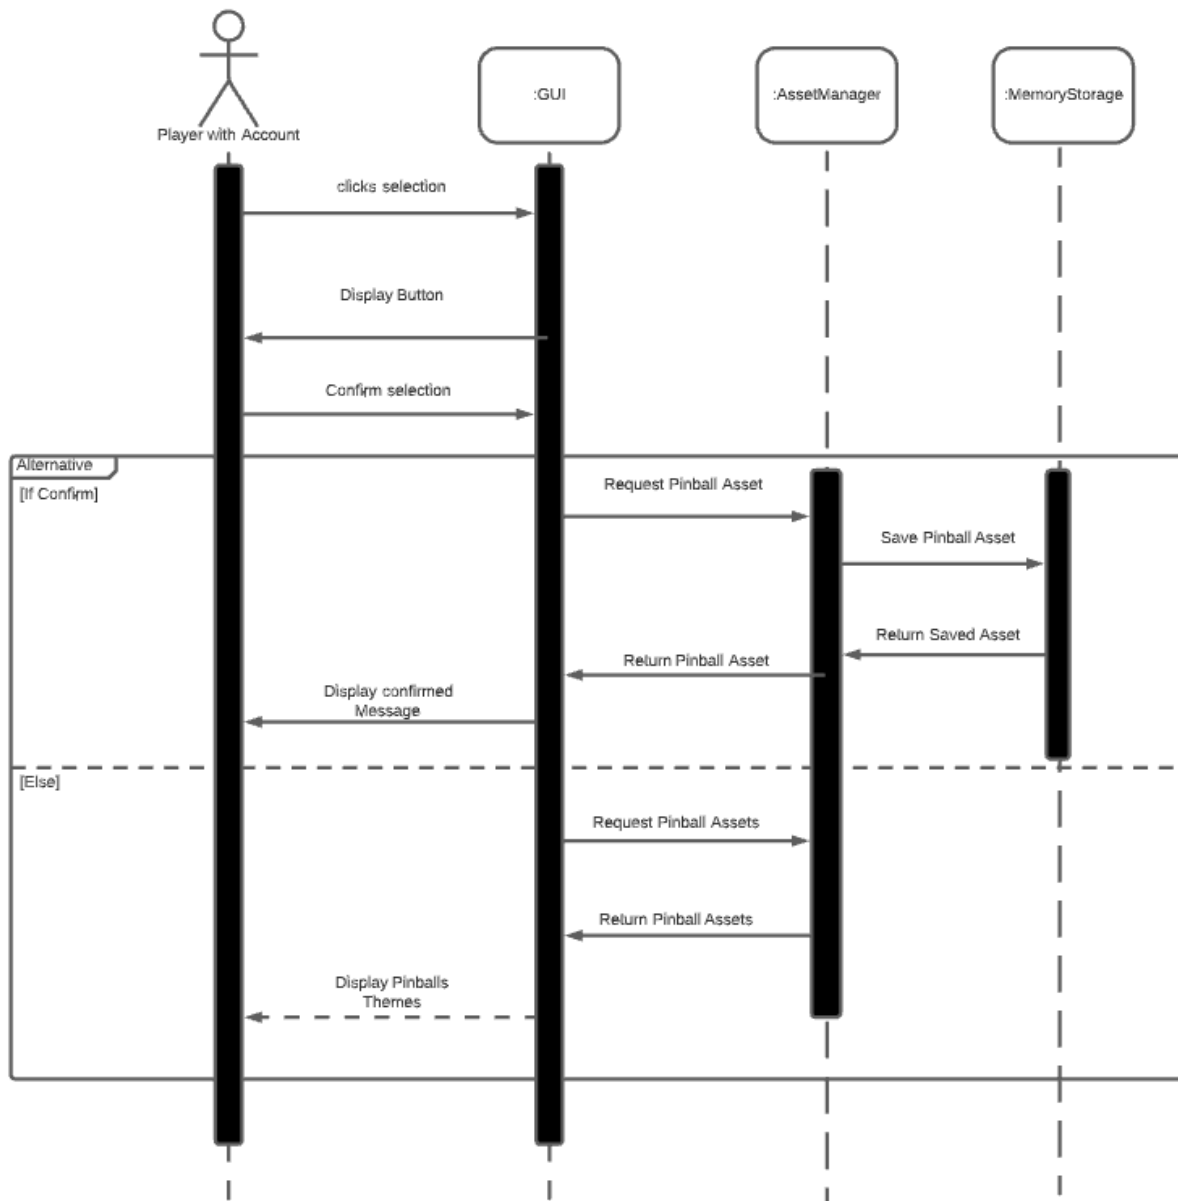 Player with Account
:GUI
:AssetManager
:MemoryStorage
clicks selection
Display Button
Confirm selection
Alternative
[If Confirm]
Request Pinball Asset
Save Pinball Asset
Return Saved Asset
Return Pinball Asset
Display confirmed
Message
[Else]
Request Pinball Assets
Return Pinball Assets
Display Pinballs
Themes